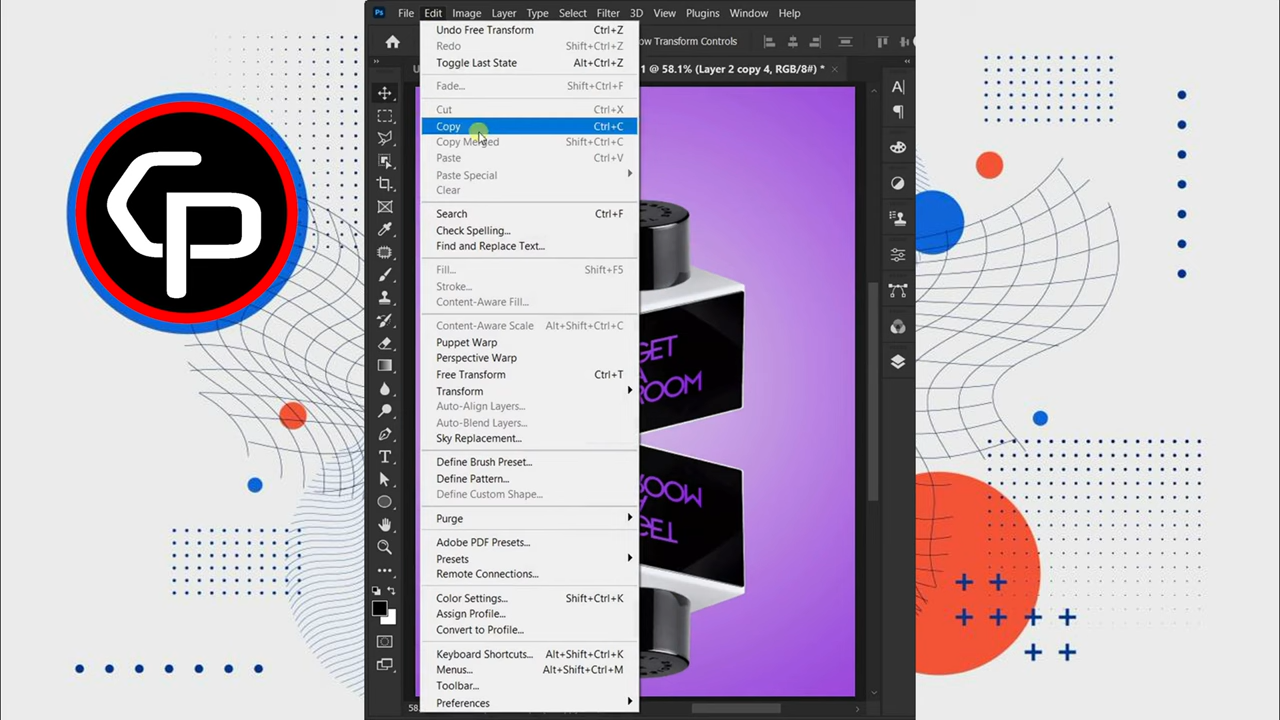 Ps File Edit Image Layer Type Select Filter 3D View Plugins Window Help
ow Transform Controls
1 @ 58.1% (Layer 2 copy 4, RGB/8#) *
Undo Free Transform Ctrl+Z
Redo Shift+Ctrl+Z
Toggle Last State Alt+Ctrl+Z
Fade... Shift+Ctrl+F
Cut Ctrl+X
Copy Ctrl+C
Copy Merged Shift+Ctrl+C
Paste Ctrl+V
Paste Special
Clear
Search Ctrl+F
Check Spelling...
Find and Replace Text...
Fill... Shift+F5
Stroke...
Content-Aware Fill...
Content-Aware Scale Alt+Shift+Ctrl+C
Puppet Warp
Perspective Warp
Free Transform Ctrl+T
Transform
Auto-Align Layers...
Auto-Blend Layers...
Sky Replacement...
Define Brush Preset...
Define Pattern...
Define Custom Shape...
Purge
Adobe PDF Presets...
Presets
Remote Connections...
Color Settings... Shift+Ctrl+K
Assign Profile...
Convert to Profile...
Keyboard Shortcuts... Alt+Shift+Ctrl+K
Menus... Alt+Shift+Ctrl+M
Toolbar...
Preferences
58.
GET
A
ROOM
ROOM
A
GET
CP